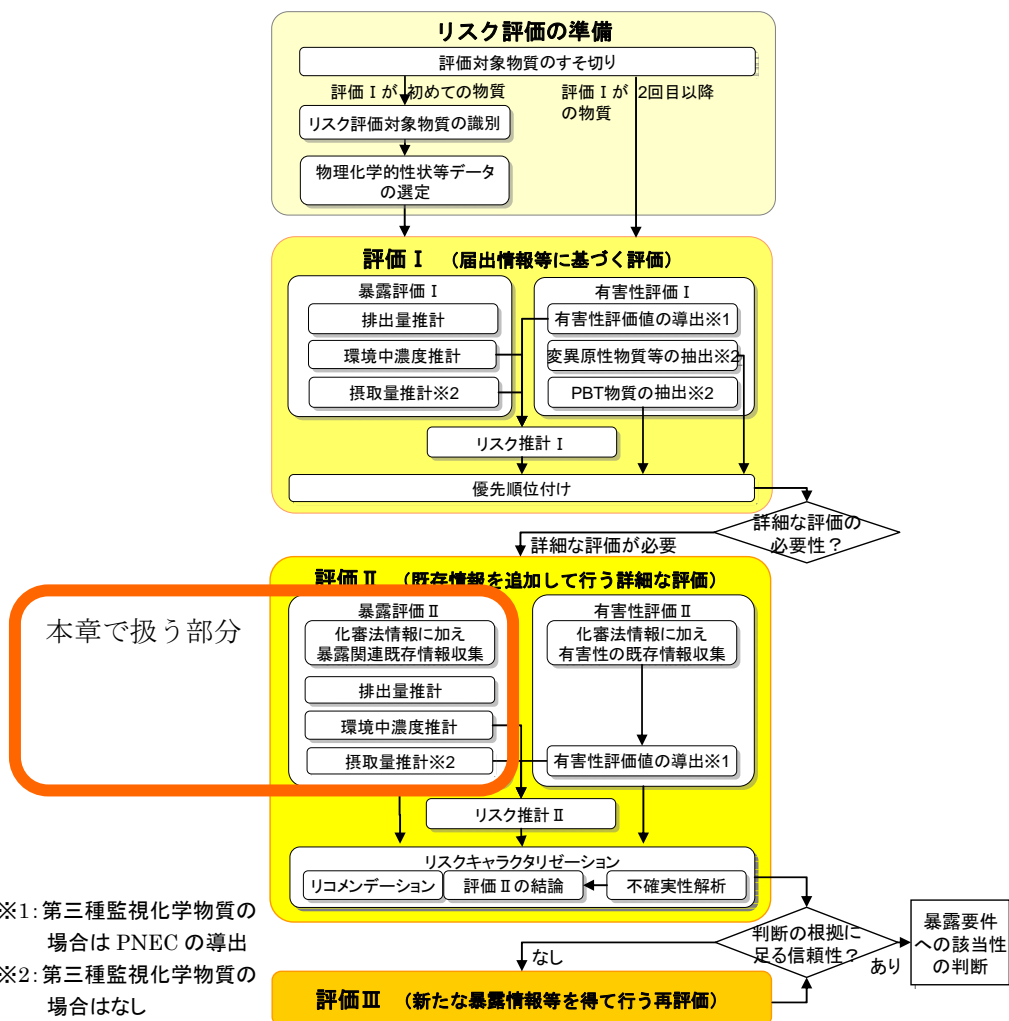 リスク評価の準備
評価対象物質のすそ切り
評価Ⅰが 初めての物質
評価Ⅰが 2回目以降
の物質
リスク評価対象物質の識別
物理化学的性状等データ
の選定
評価Ⅰ (届出情報等に基づく評価)
暴露評価Ⅰ
有害性評価Ⅰ
排出量推計
有害性評価値の導出※1
環境中濃度推計
変異原性物質等の抽出※2
摂取量推計※2
PBT物質の抽出※2
リスク推計Ⅰ
優先順位付け
詳細な評価の
必要性？
詳細な評価が必要
評価Ⅱ (既存情報を追加して行う詳細な評価)
本章で扱う部分
暴露評価Ⅱ
有害性評価Ⅱ
化審法情報に加え
暴露関連既存情報収集
化審法情報に加え
有害性の既存情報収集
排出量推計
環境中濃度推計
摂取量推計※2
有害性評価値の導出※1
リスク推計Ⅱ
リスクキャラクタリゼーション
リコメンデーション
評価Ⅱの結論
不確実性解析
※1:第三種監視化学物質の
場合は PNEC の導出
※2:第三種監視化学物質の
場合はなし
判断の根拠に
足る信頼性？
なし
あり
暴露要件
への該当性
の判断
評価Ⅲ (新たな暴露情報等を得て行う再評価)